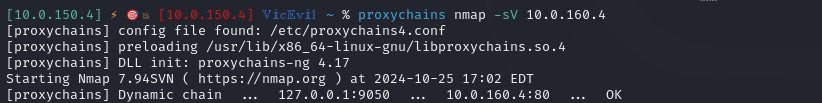 [10.0.150.4] ⚡ 🎯💥 [10.0.150.4] 𝕍𝕚𝕔𝔼𝕧𝕚𝕝 ~ % proxychains nmap -sV 10.0.160.4
[proxychains] config file found: /etc/proxychains4.conf
[proxychains] preloading /usr/lib/x86_64-linux-gnu/libproxychains.so.4
[proxychains] DLL init: proxychains-ng 4.17
Starting Nmap 7.94SVN ( https://nmap.org ) at 2024-10-25 17:02 EDT
[proxychains] Dynamic chain  ...  127.0.0.1:9050  ...  10.0.160.4:80  ...  OK